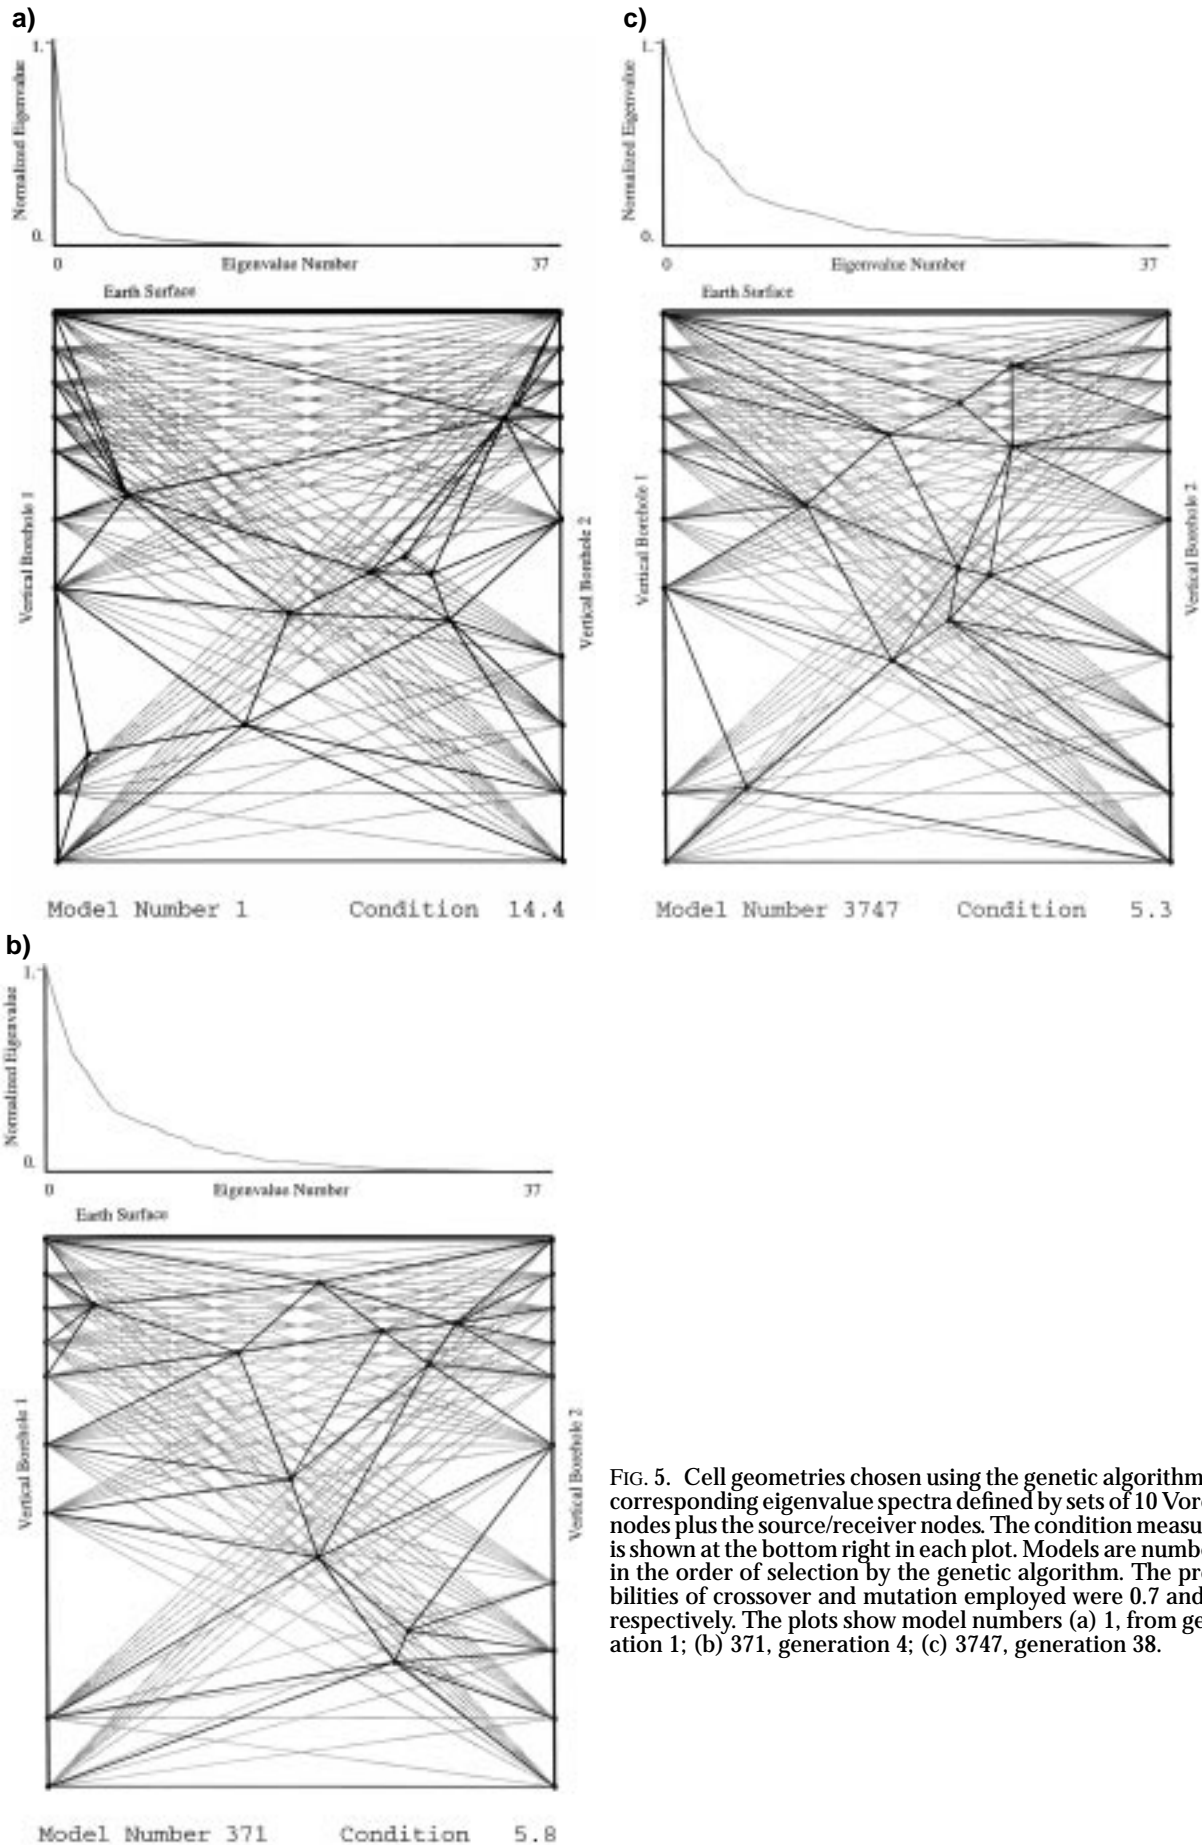 a)
1.
Normalized Eigenvalue
0.
0 Eigenvalue Number 37
Earth Surface
Vertical Borehole 1
Vertical Borehole 2
Model Number 1 Condition 14.4
c)
1.
Normalized Eigenvalue
0.
0 Eigenvalue Number 37
Earth Surface
Vertical Borehole 1
Vertical Borehole 2
Model Number 3747 Condition 5.3
b)
1.
Normalized Eigenvalue
0.
0 Eigenvalue Number 37
Earth Surface
Vertical Borehole 1
Vertical Borehole 2
Model Number 371 Condition 5.8
FIG. 5. Cell geometries chosen using the genetic algorithm
corresponding eigenvalue spectra defined by sets of 10
nodes plus the source/receiver nodes. The condition
is shown at the bottom right in each plot. Models are
in the order of selection by the genetic algorithm. The
bilities of crossover and mutation employed were 0.7 and
respectively. The plots show model numbers (a) 1, from
ation 1; (b) 371, generation 4; (c) 3747, generation 38.